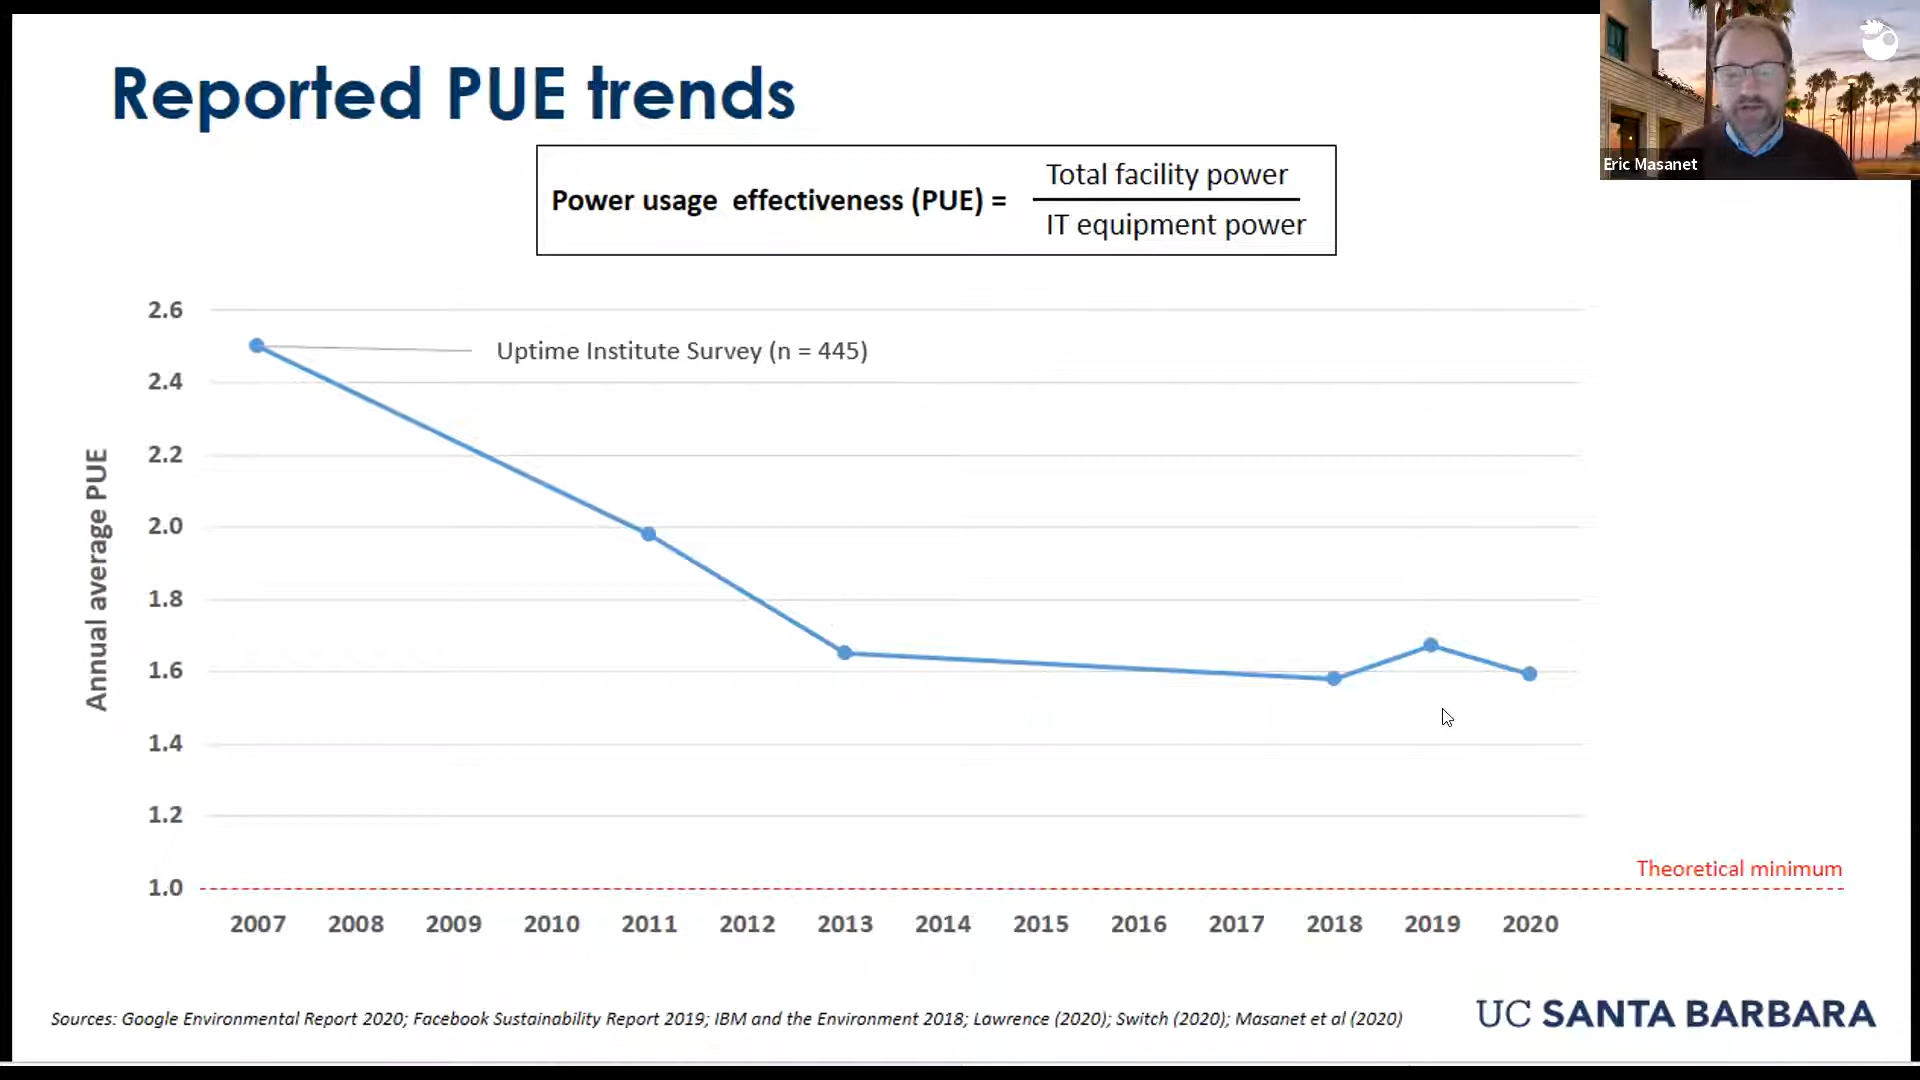 Reported PUE trends
Eric Masanet
Power usage effectiveness (PUE) =
Total facility power
IT equipment power
2.6
2.4
2.2
2.0
1.8
1.6
1.4
1.2
1.0
Annual average PUE
Uptime Institute Survey (n = 445)
Theoretical minimum
2007 2008 2009 2010 2011 2012 2013 2014 2015 2016 2017 2018 2019 2020
Sources: Google Environmental Report 2020; Facebook Sustainability Report 2019; IBM and the Environment 2018; Lawrence (2020); Switch (2020); Masanet et al (2020)
UC SANTA BARBARA